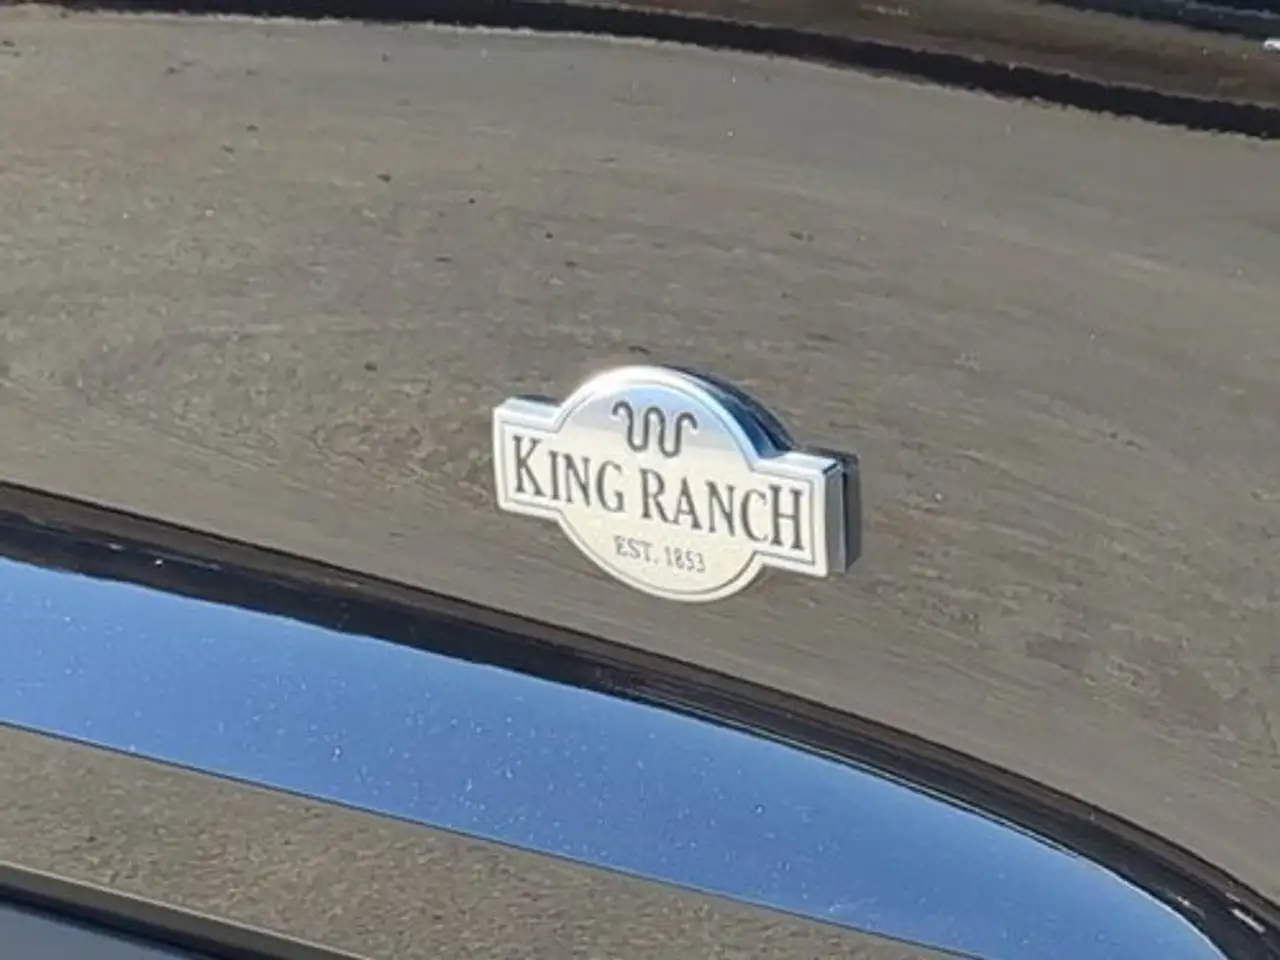 KING RANCH
EST. 1853